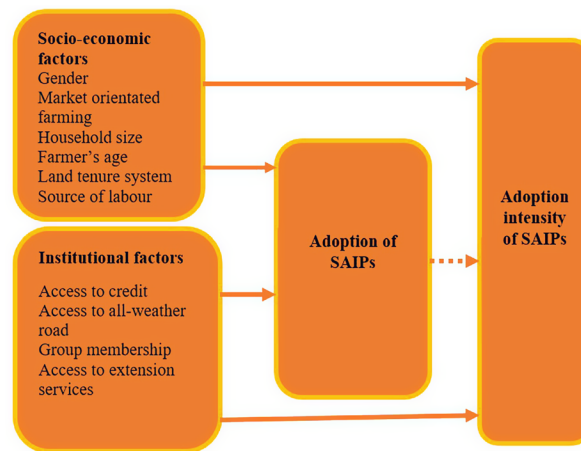 Socio-economic
factors
Gender
Market orientated
farming
Household size
Farmer's age
Land tenure system
Source of labour
Institutional factors
Access to credit
Access to all-weather
road
Group membership
Access to extension
services
Adoption of
SAIPs
Adoption
intensity
of SAIPs